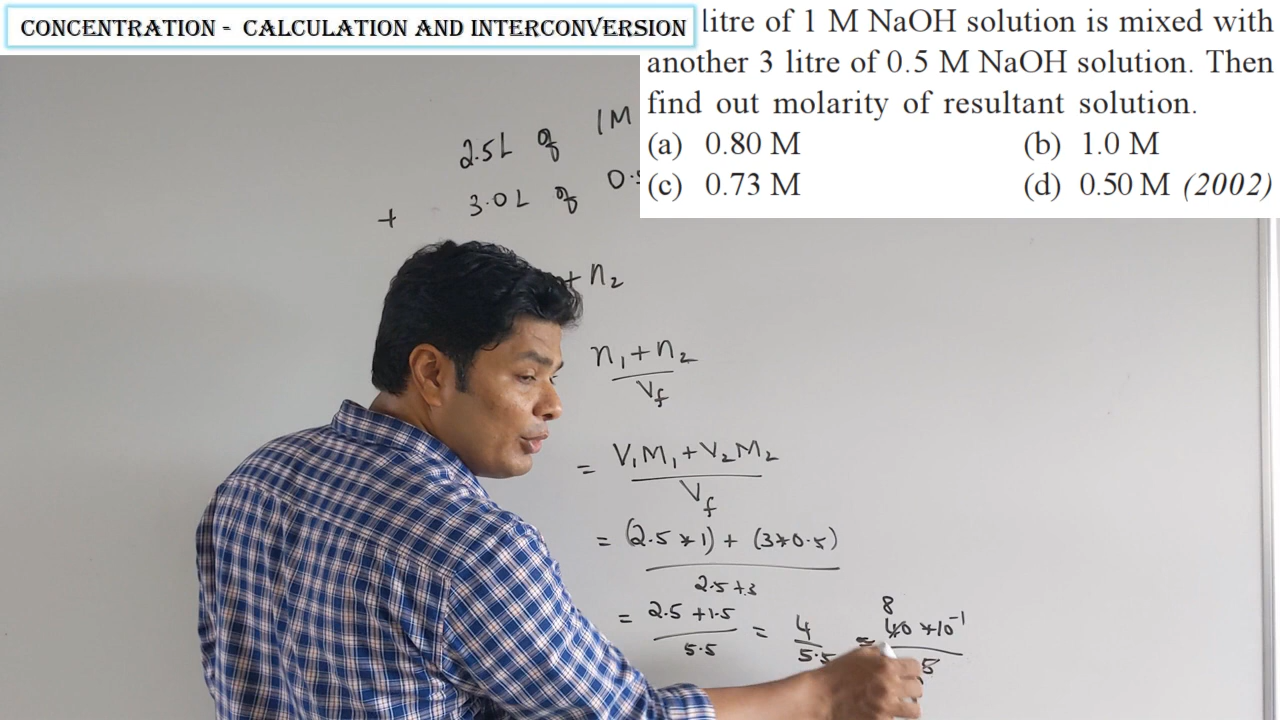 CONCENTRATION - CALCULATION AND INTERCONVERSION
litre of 1 M NaOH solution is mixed with
another 3 litre of 0.5 M NaOH solution. Then
find out molarity of resultant solution.
(a) 0.80 M (b) 1.0 M
(c) 0.73 M (d) 0.50 M (2002)
2.5L of 1M
+ 3.0L of
+ n₂
n₁ + n₂
V_f
= V₁M₁ + V₂M₂
V_f
= (2.5 * 1) + (3 * 0.5)
2.5 + 3
= 2.5 + 1.5 = 4 = 40 * 10⁻¹
5.5 5.5 5
8